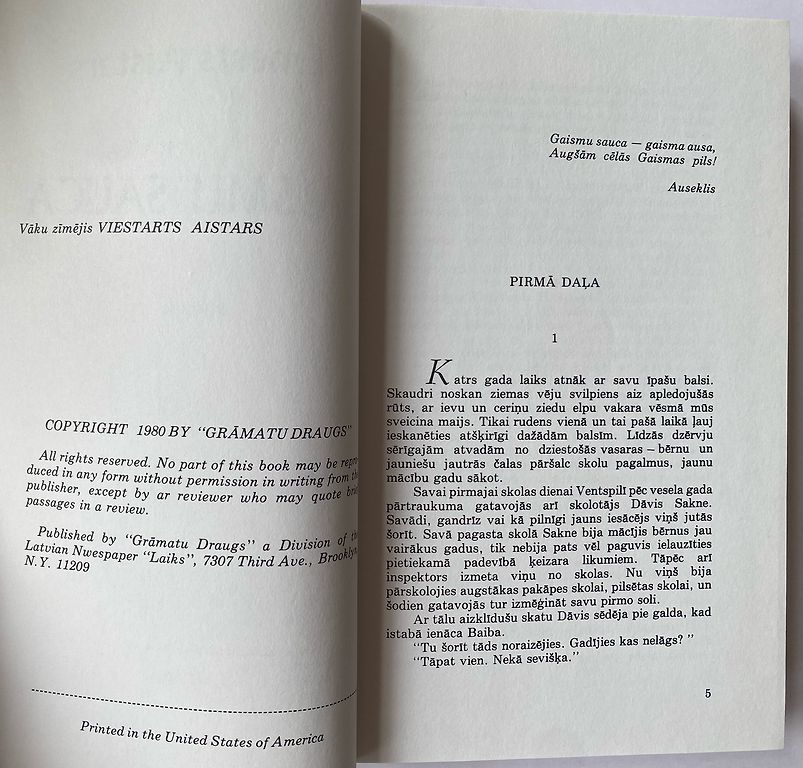 Vāku zīmējis VIESTARTS AISTARS
COPYRIGHT 1980 BY "GRĀMATU DRAUGS"
All rights reserved. No part of this book may be repro
duced in any form without permission in writing from the
publisher, except by ar reviewer who may quote brief
passages in a review.
Published by "Grāmatu Draugs" a Division of the
Latvian Nwespaper "Laiks", 7307 Third Ave., Brooklyn,
N.Y. 11209
Printed in the United States of America
Gaismu sauca — gaisma ausa,
Augšām cēlās Gaismas pils!
Auseklis
PIRMĀ DAĻA
1
Katrs gada laiks atnāk ar savu īpašu balsi.
Skaudri noskan ziemas vēju svilpiens aiz apledojušās
rūts, ar ievu un ceriņu ziedu elpu vakara vēsmā mūs
sveicina maijs. Tikai rudens vienā un tai pašā laikā ļauj
ieskanēties atšķirīgi dažādām balsīm. Līdzās dzērvju
sērīgajām atvadām no dziestošās vasaras – bērnu un
jauniešu jautrās čalas pāršalc skolu pagalmus, jaunu
mācību gadu sākot.
Savai pirmajai skolas dienai Ventspilī pēc vesela gada
pārtraukuma gatavojās arī skolotājs Dāvis Sakne.
Savādi, gandrīz vai kā pilnīgi jauns iesācējs viņš jutās
šorīt. Savā pagasta skolā Sakne bija mācījis bērnus jau
vairākus gadus, tik nebija pats vēl paguvis ielauzīties
pietiekamā padevībā ķeizara likumiem. Tāpēc arī
inspektors izmeta viņu no skolas. Nu viņš bija
pārskolojies augstākas pakāpes skolai, pilsētas skolai, un
šodien gatavojās tur izmēģināt savu pirmo soli.
Ar tālu aizklīdušu skatu Dāvis sēdēja pie galda, kad
istabā ienāca Baiba.
"Tu šorīt tāds noraizējies. Gadījies kas nelāgs? "
"Tāpat vien. Nekā sevišķa."
5